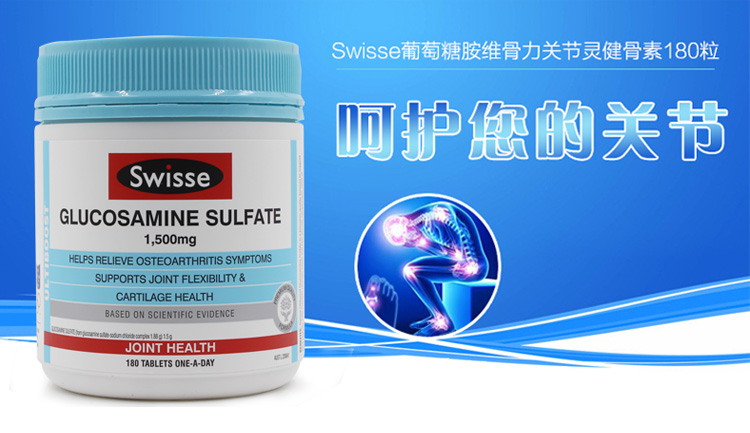 Swisse葡萄糖胺维骨力关节灵健骨素180粒
呵护您的关节
Swisse
GLUCOSAMINE SULFATE
1,500mg
HELPS RELIEVE OSTEOARTHRITIS SYMPTOMS
SUPPORTS JOINT FLEXIBILITY &
CARTILAGE HEALTH
BASED ON SCIENTIFIC EVIDENCE
JOINT HEALTH
180 TABLETS ONE-A-DAY
ULTIBOOST